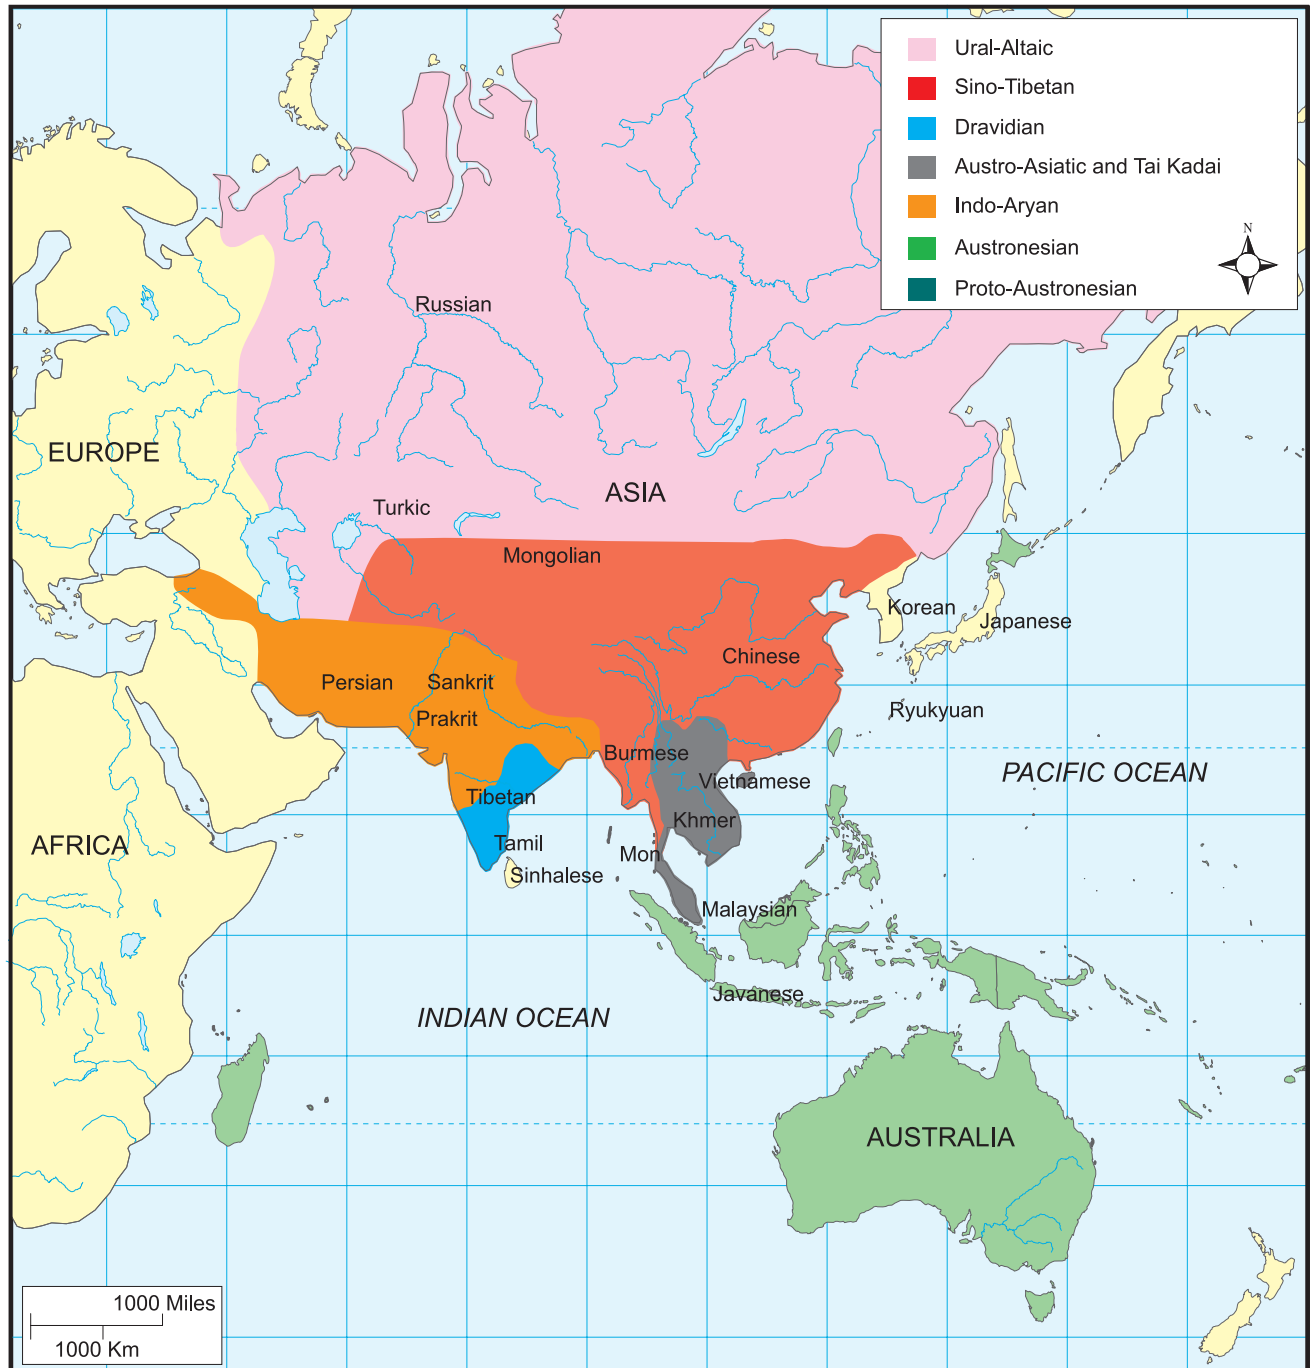 Ural-Altaic
Sino-Tibetan
Dravidian
Austro-Asiatic and Tai Kadai
Indo-Aryan
Austronesian
Proto-Austronesian
N
Russian
EUROPE
ASIA
Turkic
Mongolian
Korean
Japanese
Chinese
Persian
Sankrit
Prakrit
Ryukyuan
Burmese
Vietnamese
PACIFIC OCEAN
Tibetan
Khmer
AFRICA
Tamil
Mon
Sinhalese
Malaysian
Javanese
INDIAN OCEAN
AUSTRALIA
1000 Miles
1000 Km